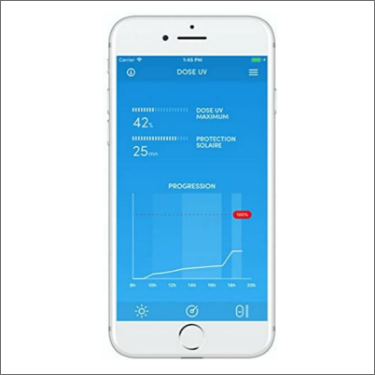 Carrier 1:45 PM
DOSE UV
42% DOSE UV
MAXIMUM
25mn PROTECTION
SOLAIRE
PROGRESSION
100%
8h 10h 12h 14h 16h 18h 20h